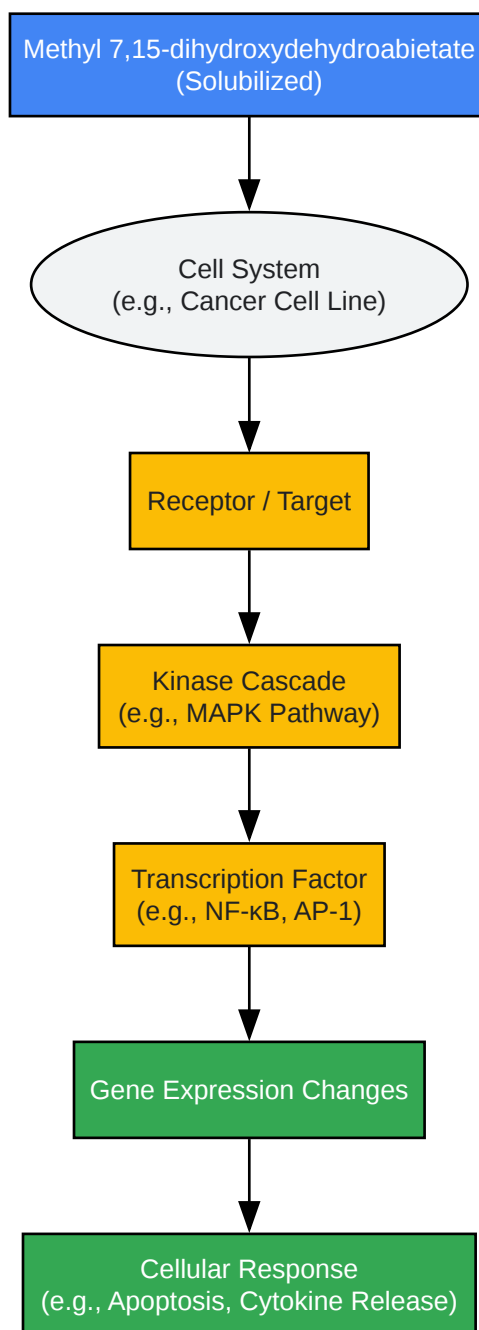 Methyl 7,15-dihydroxydehydroabietate
(Solubilized)
Cell System
(e.g., Cancer Cell Line)
Receptor / Target
Kinase Cascade
(e.g., MAPK Pathway)
Transcription Factor
(e.g., NF-κB, AP-1)
Gene Expression Changes
Cellular Response
(e.g., Apoptosis, Cytokine Release)